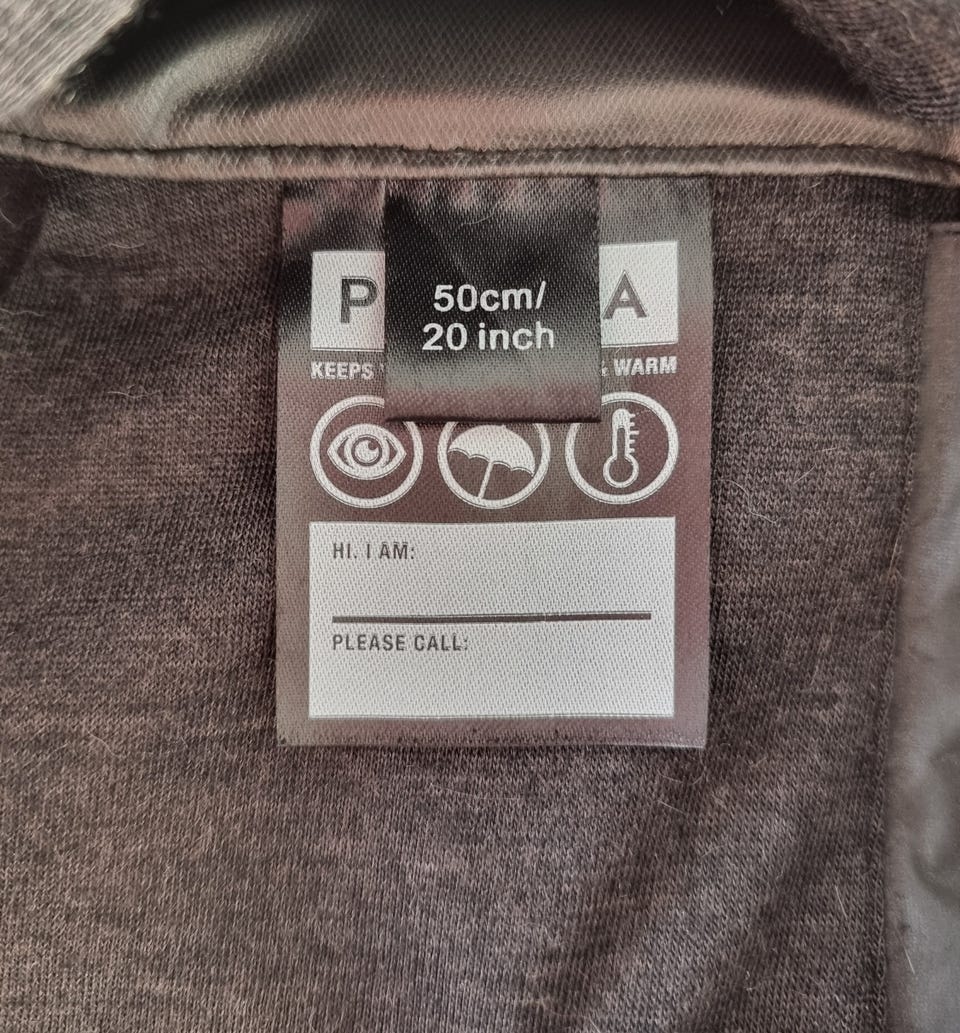 P A
50cm/
20 inch
KEEPS & WARM
HI. I AM:
PLEASE CALL: